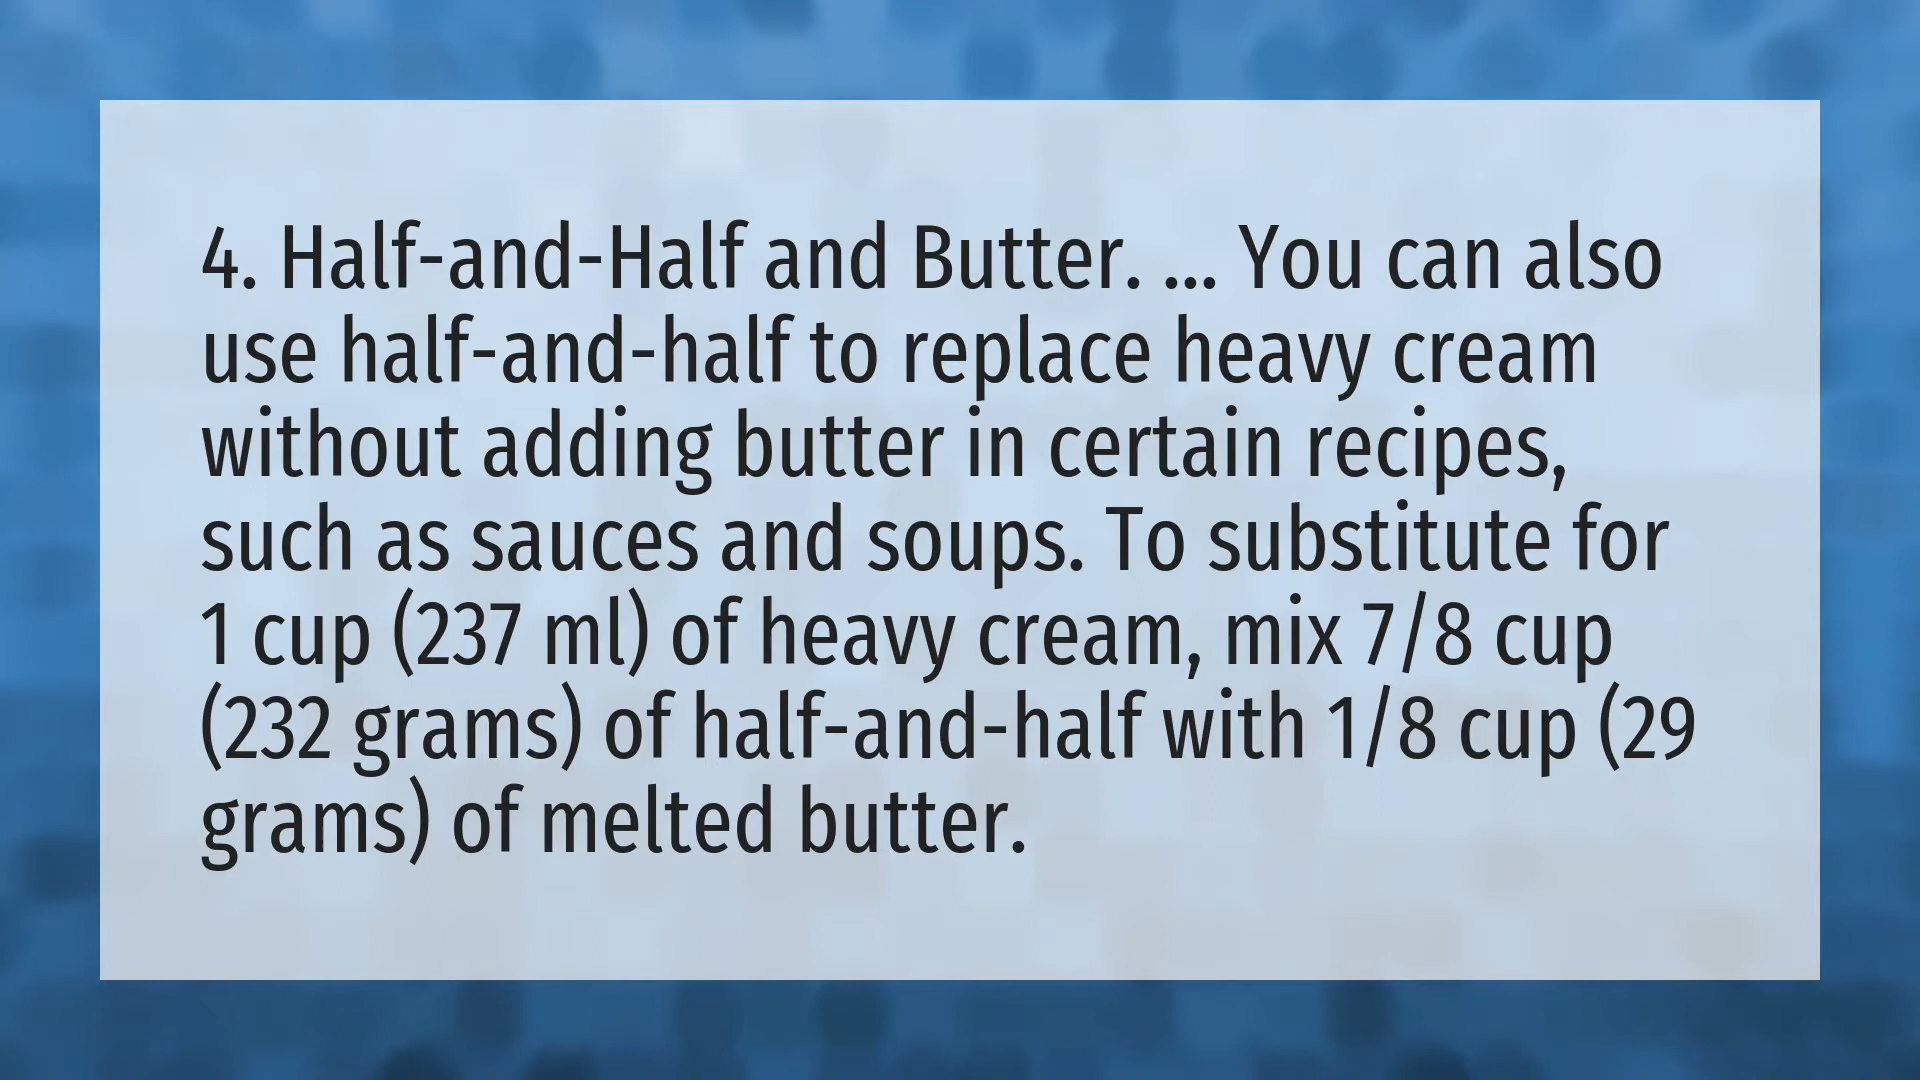 4. Half-and-Half and Butter. ... You can also
use half-and-half to replace heavy cream
without adding butter in certain recipes,
such as sauces and soups. To substitute for
1 cup (237 ml) of heavy cream, mix 7/8 cup
(232 grams) of half-and-half with 1/8 cup (29
grams) of melted butter.